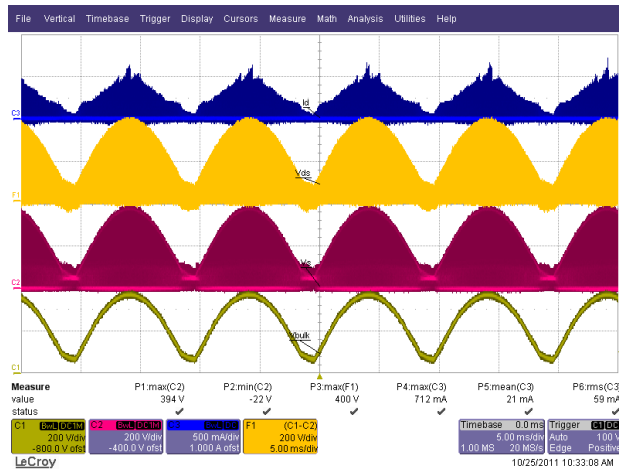 File Vertical Timebase Trigger Display Cursors Measure Math Analysis Utilities Help
C3
Id
F1
Vds
Vs
C2
Vbulk
C1
Measure P1:max(C2) P2:min(C2) P3:max(F1) P4:max(C3) P5:mean(C3) P6:rms(C3)
value 394 V -22 V 400 V 712 mA 21 mA 59 mA
status
C1 BwL DC1M
200 V/div
-800.0 V ofst
C2
200 V/div
-400.0 V ofst
500 mA/div
1.000 A ofst
F1 (C1-C2)
200 V/div
5.00 ms/div
Timebase 0.0 ms
5.00 ms/div
1.00 MS 20 MS/s
Trigger C1 DC
Auto 100 V
Edge Positive
LeCroy
10/25/2011 10:33:08 AM